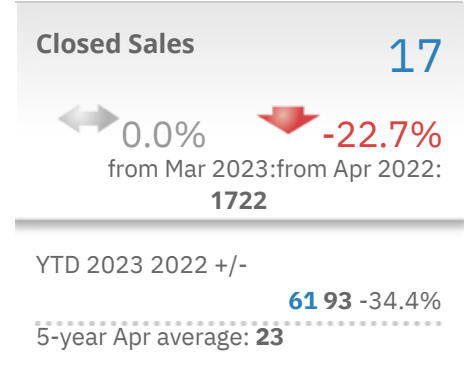 Closed Sales 17
0.0% -22.7%
from Mar 2023:from Apr 2022:
1722
YTD 2023 2022 +/-
61 93 -34.4%
5-year Apr average: 23